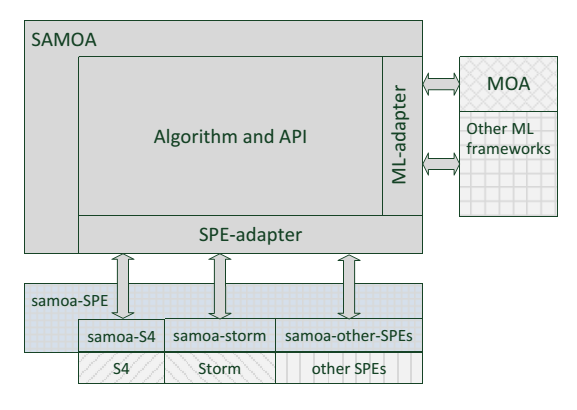 SAMOA
Algorithm and API
ML-adapter
MOA
Other ML
frameworks
SPE-adapter
samoa-SPE
samoa-S4
samoa-storm
samoa-other-SPEs
S4
Storm
other SPEs